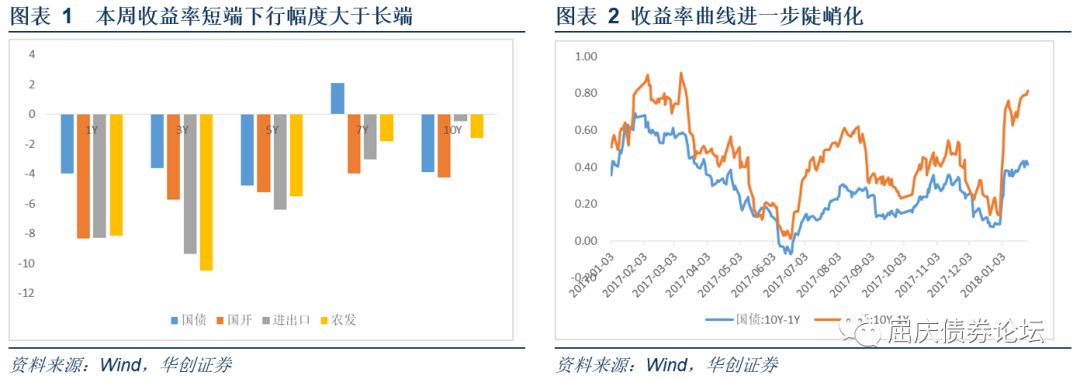 图表 1 本周收益率短端下行幅度大于长端
4
2
0
-2
-4
-6
-8
-10
-12
1Y 3Y 5Y 7Y 10Y
国债 国开 进出口 农发
资料来源：Wind，华创证券
图表 2 收益率曲线进一步陡峭化
1.00
0.80
0.60
0.40
0.20
0.00
-0.20
2017-01-03 2017-02-03 2017-03-03 2017-04-03 2017-05-03 2017-06-03 2017-07-03 2017-08-03 2017-09-03 2017-10-03 2017-11-03 2017-12-03 2018-01-03
国债:10Y-1Y :10Y-1Y
屈庆债券论坛
资料来源：Wind，华创证券